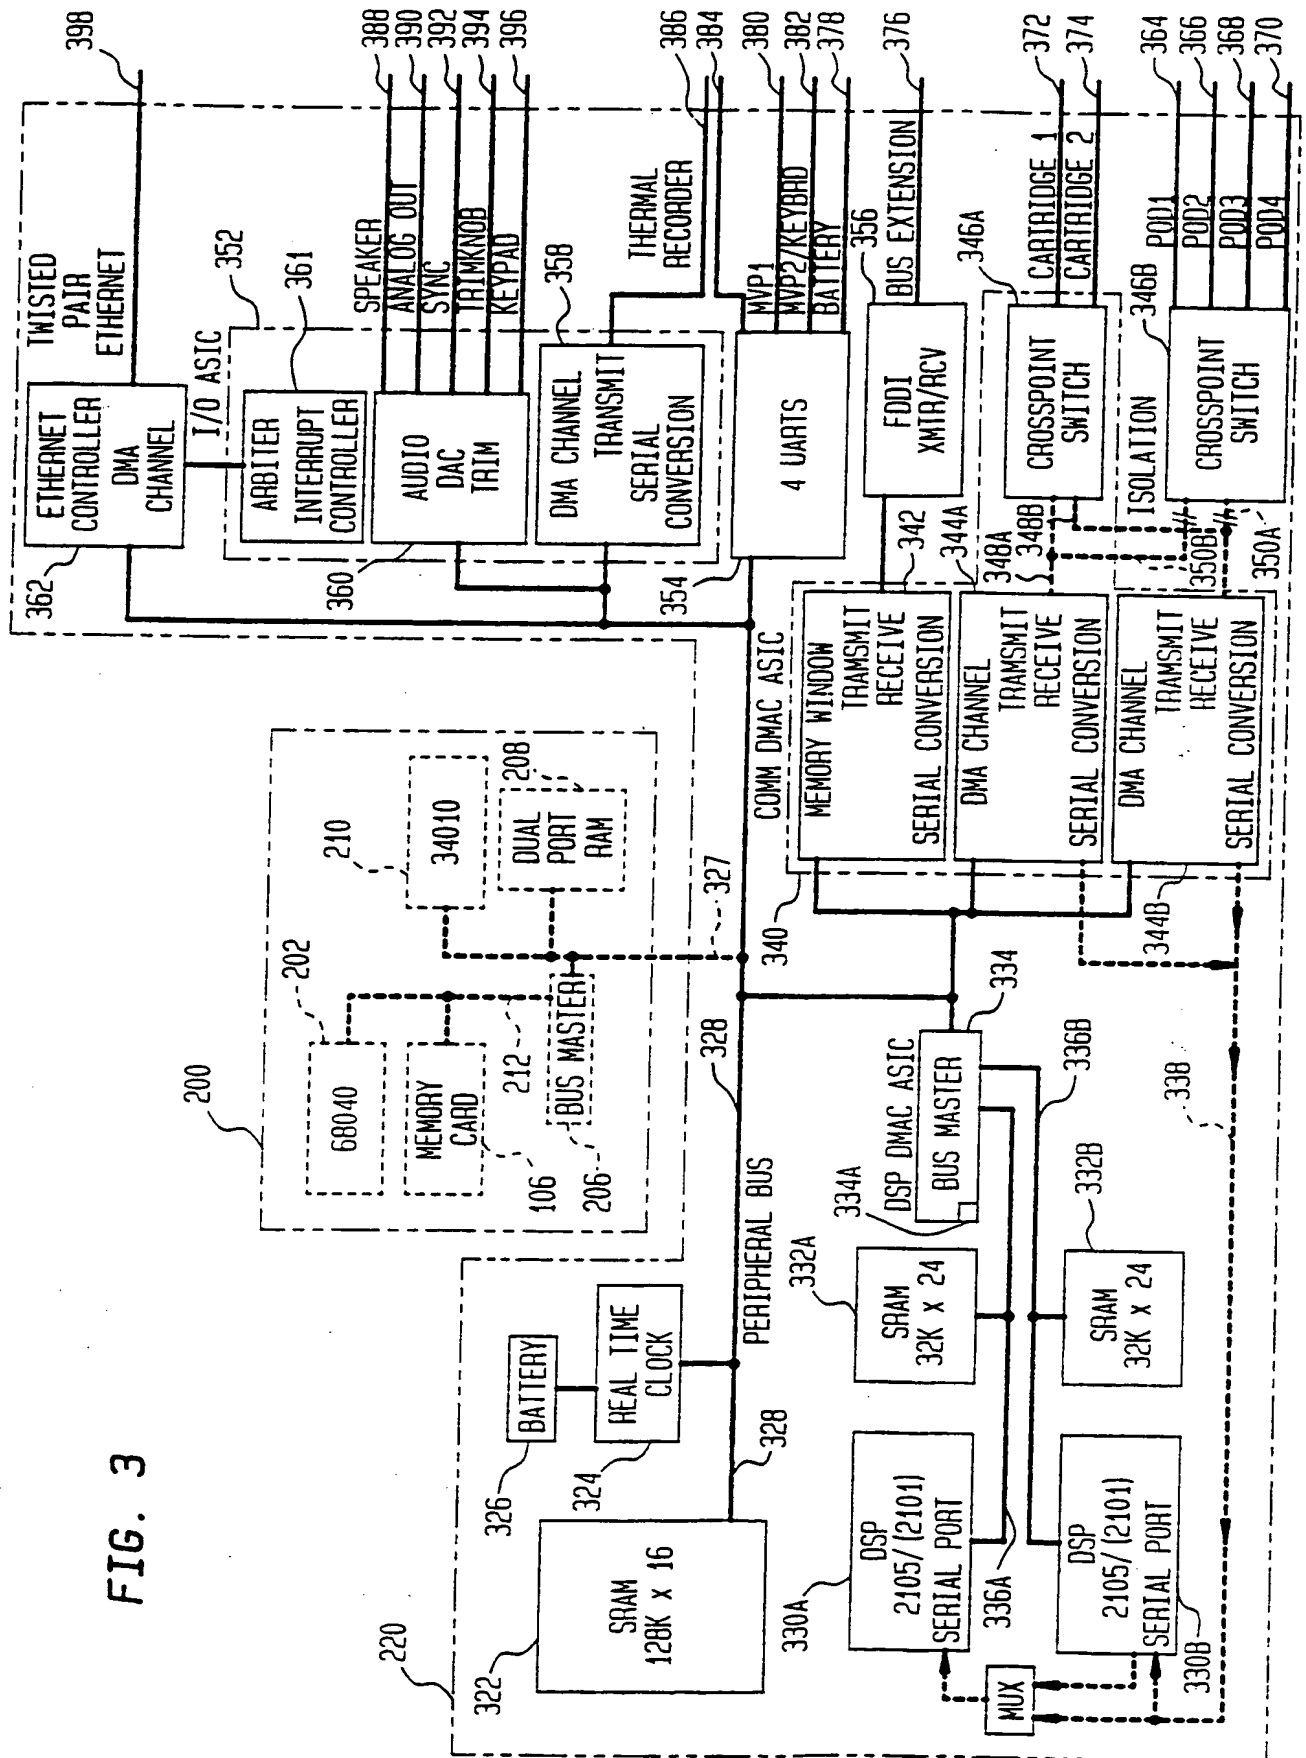 FIG. 3
398
388
390
392
394
396
386
384
380
382
378
376
372
374
364
366
368
370
TWISTED
PAIR
ETHERNET
ETHERNET
CONTROLLER
DMA
CHANNEL
362
I/O ASIC
352
ARBITER
INTERRUPT
CONTROLLER
361
SPEAKER
ANALOG OUT
SYNC
TRIMKNOB
KEYPAD
AUDIO
DAC
TRIM
360
DMA CHANNEL
TRANSMIT
SERIAL
CONVERSION
358
THERMAL
RECORDER
4 UARTS
354
MVP1
MVP2/KEYBRD
BATTERY
FDDI
XMTR/RCV
356
BUS EXTENSION
CROSSPOINT
SWITCH
346A
CARTRIDGE 1
CARTRIDGE 2
CROSSPOINT
SWITCH
346B
POD1
POD2
POD3
POD4
ISOLATION
348A
348B
350B
350A
COMM DMAC ASIC
340
MEMORY WINDOW
TRAMSMIT
RECEIVE
SERIAL CONVERSION
342
DMA CHANNEL
TRAMSMIT
RECEIVE
SERIAL CONVERSION
344A
DMA CHANNEL
TRAMSMIT
RECEIVE
SERIAL CONVERSION
344B
200
202
68040
MEMORY
CARD
106
210
34010
208
DUAL
PORT
RAM
212
BUS MASTER
206
327
328
PERIPHERAL BUS
328
DSP DMAC ASIC
BUS MASTER
334
334A
336B
336A
338
220
SRAM
128K x 16
322
BATTERY
326
REAL TIME
CLOCK
324
SRAM
32K x 24
332A
SRAM
32K x 24
332B
DSP
2105/(2101)
SERIAL PORT
330A
DSP
2105/(2101)
SERIAL PORT
330B
MUX